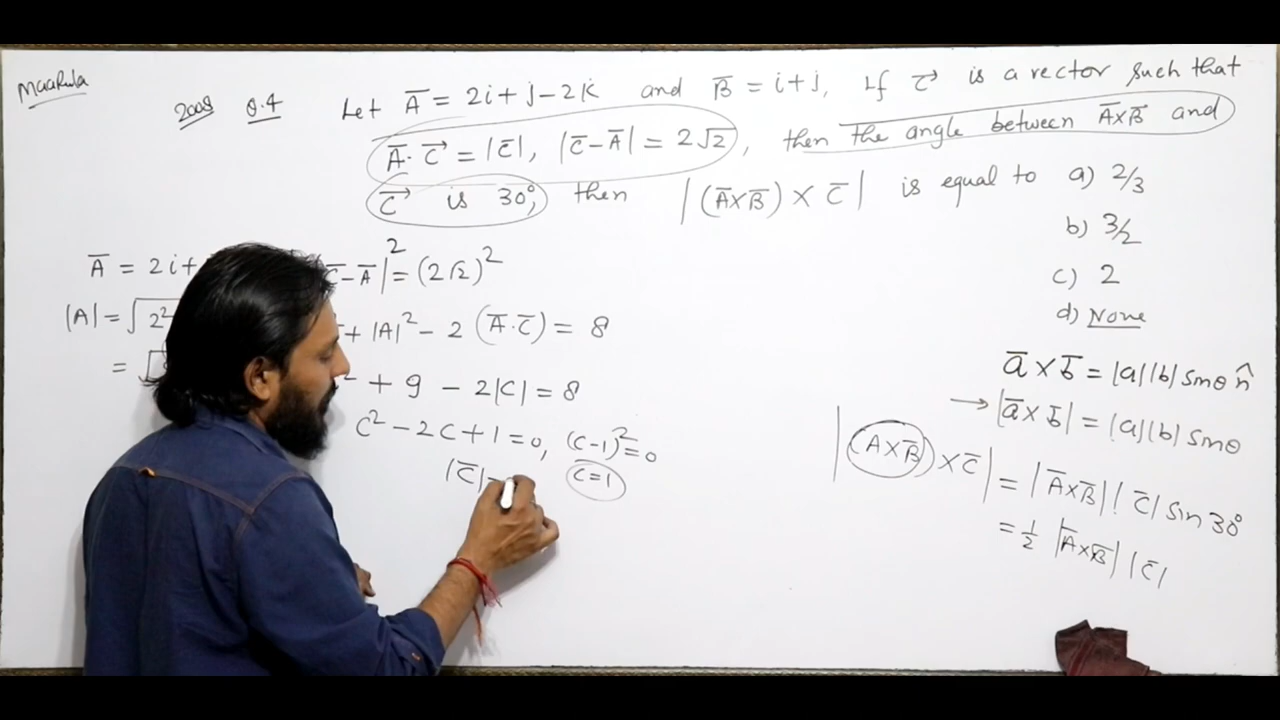 Maarula
2008 Q.4 Let A̅ = 2i + j - 2k and B̅ = i + j, If C⃗ is a vector such that
A̅·C⃗ = |C̅|, |C̅ - A̅| = 2√2, then the angle between A̅×B̅ and
C⃗ is 30°, then |(A̅×B̅) × C̅| is equal to a) 2/3
b) 3/2
c) 2
d) None
A̅ = 2i +
|A| = √2²
= √
C̅ - A̅|² = (2√2)²
+ |A|² - 2 (A̅·C̅) = 8
² + 9 - 2|C| = 8
C² - 2C + 1 = 0, (C-1)² = 0
|C̅| = C = 1
a̅ × b̅ = |a||b| sinθ n̂
→ |a̅ × b̅| = |a||b| sinθ
|(A×B̅) × C̅| = |A̅×B̅| |C̅| sin 30°
= 1/2 |A̅×B̅| |C̅|